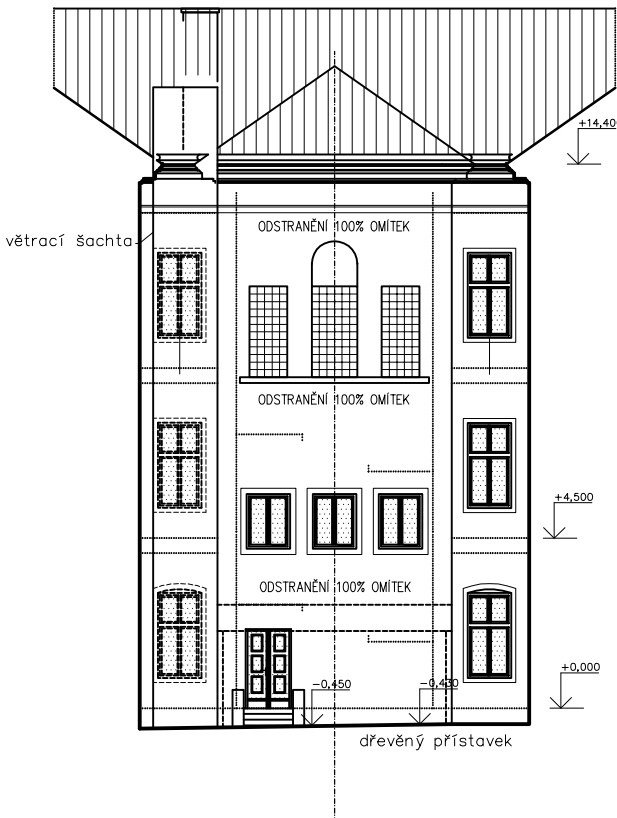 +14,40
ODSTRANĚNÍ 100% OMÍTEK
větrací šachta
ODSTRANĚNÍ 100% OMÍTEK
+4,500
ODSTRANĚNÍ 100% OMÍTEK
+0,000
-0,450
-0,430
dřevěný přístavek